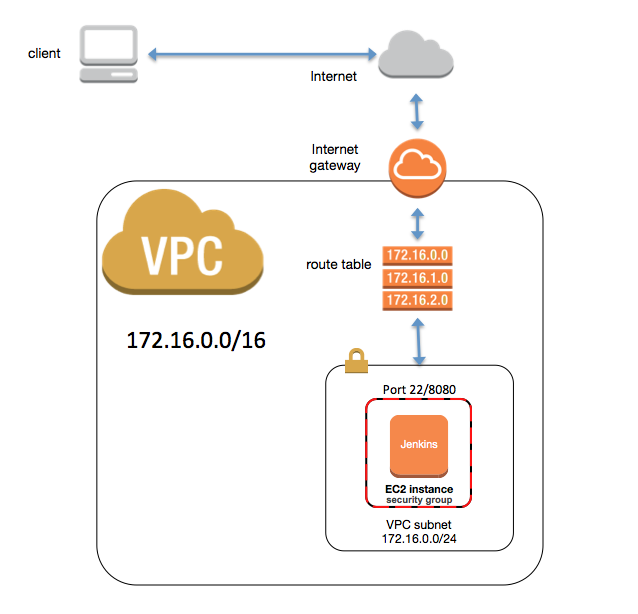 client
Internet
Internet
gateway
VPC
172.16.0.0/16
route table
172.16.0.0
172.16.1.0
172.16.2.0
Port 22/8080
Jenkins
EC2 instance
security group
VPC subnet
172.16.0.0/24